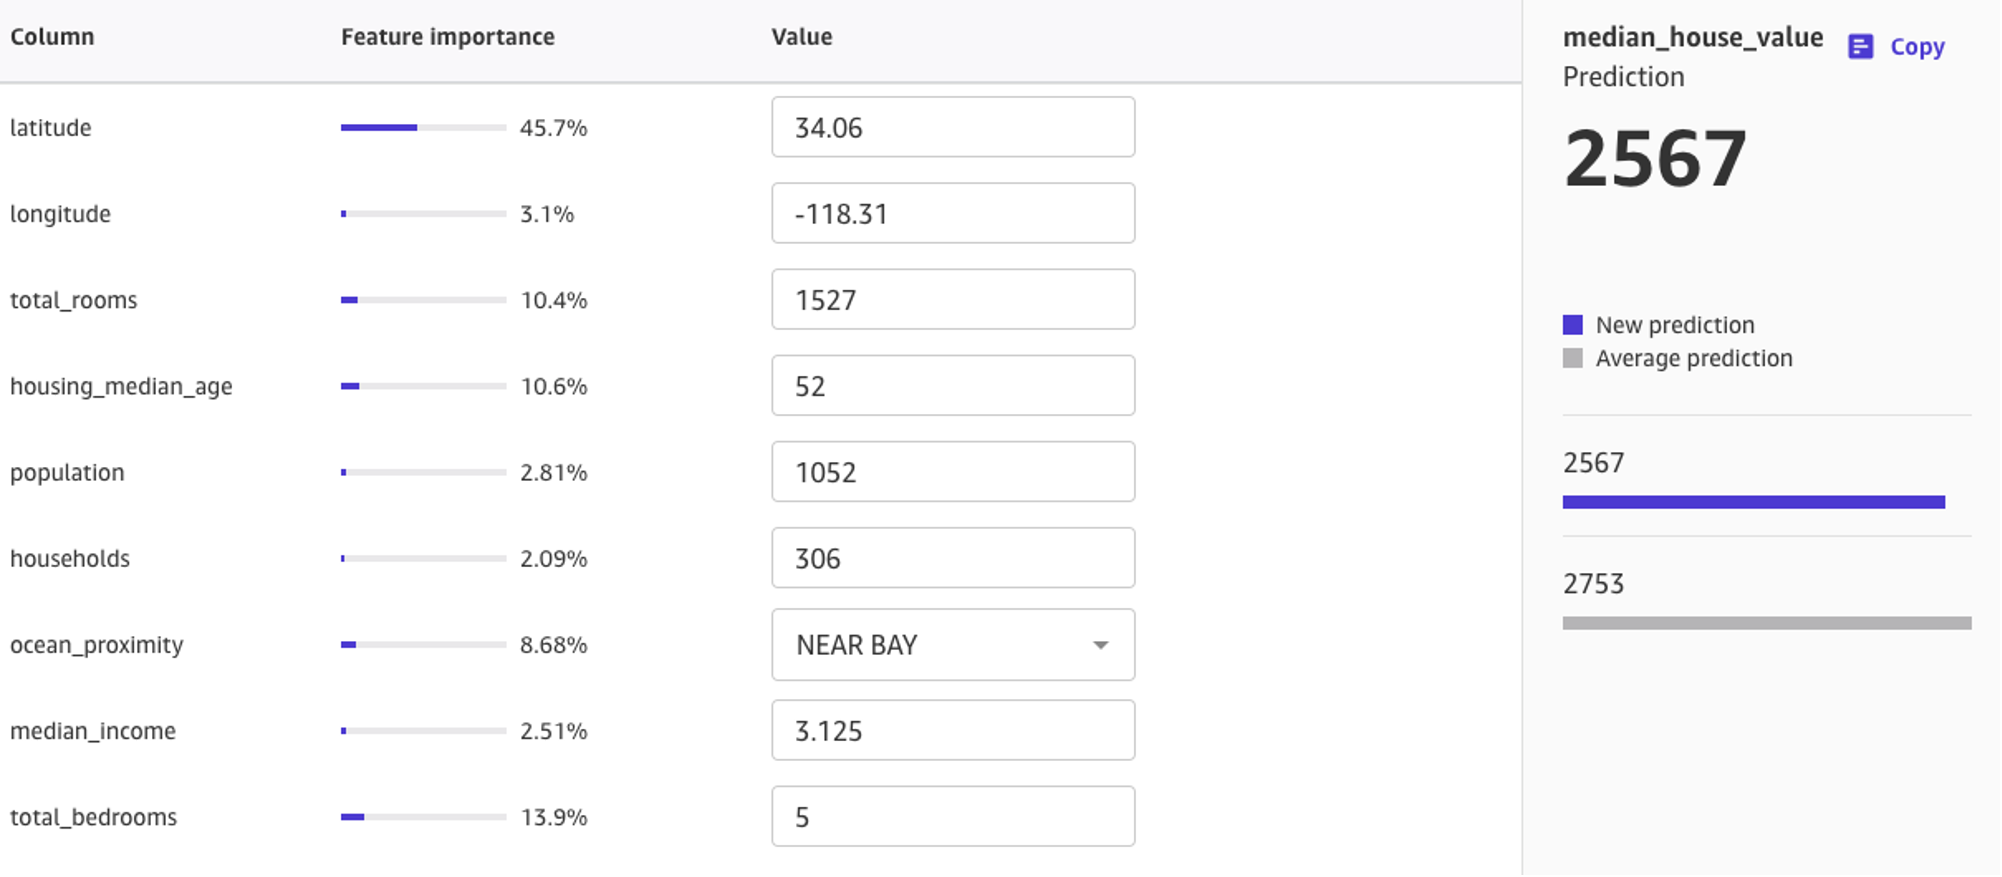 Column Feature importance Value
latitude 45.7% 34.06
longitude 3.1% -118.31
total_rooms 10.4% 1527
housing_median_age 10.6% 52
population 2.81% 1052
households 2.09% 306
ocean_proximity 8.68% NEAR BAY
median_income 2.51% 3.125
total_bedrooms 13.9% 5
median_house_value Copy
Prediction
2567
New prediction
Average prediction
2567
2753